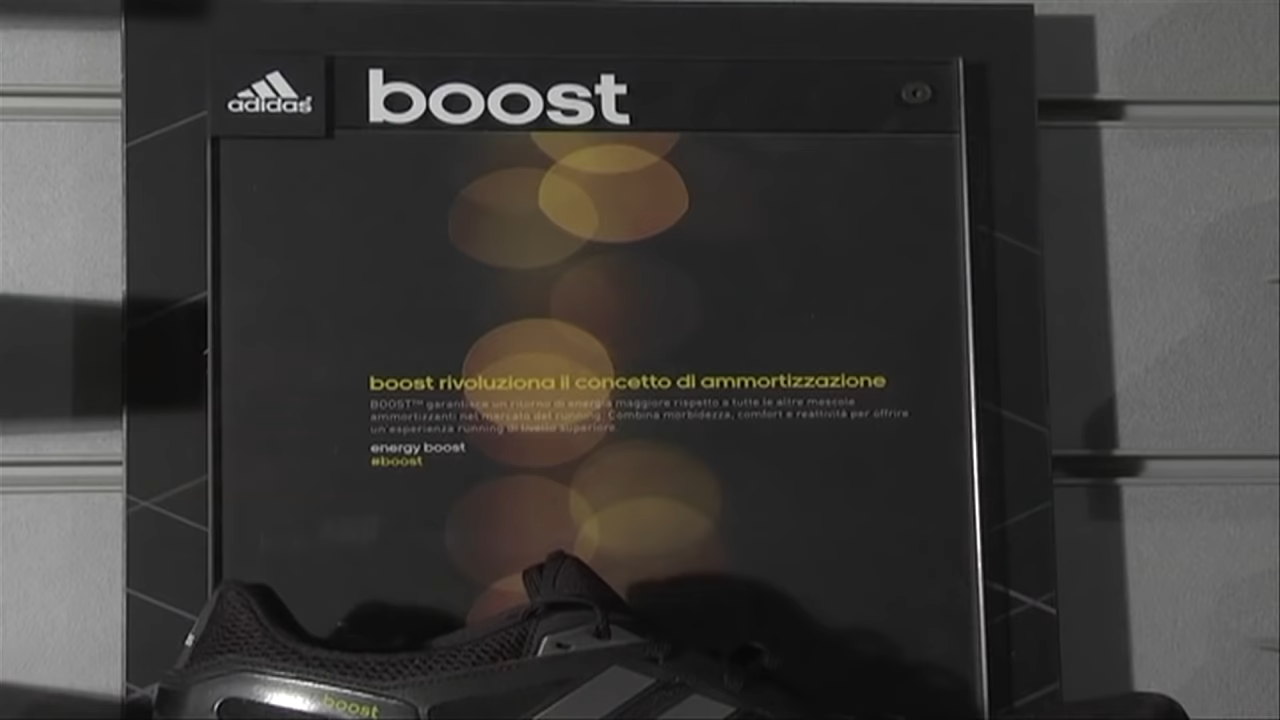 adidas
boost
boost rivoluziona il concetto di ammortizzazione
BOOST™ garantisce un ritorno di energia maggiore rispetto a tutte le altre mescole
ammortizzanti nel mercato del running. Combina morbidezza, comfort e reattività per offrire
un'esperienza running di livello superiore.
energy boost
#boost
boost